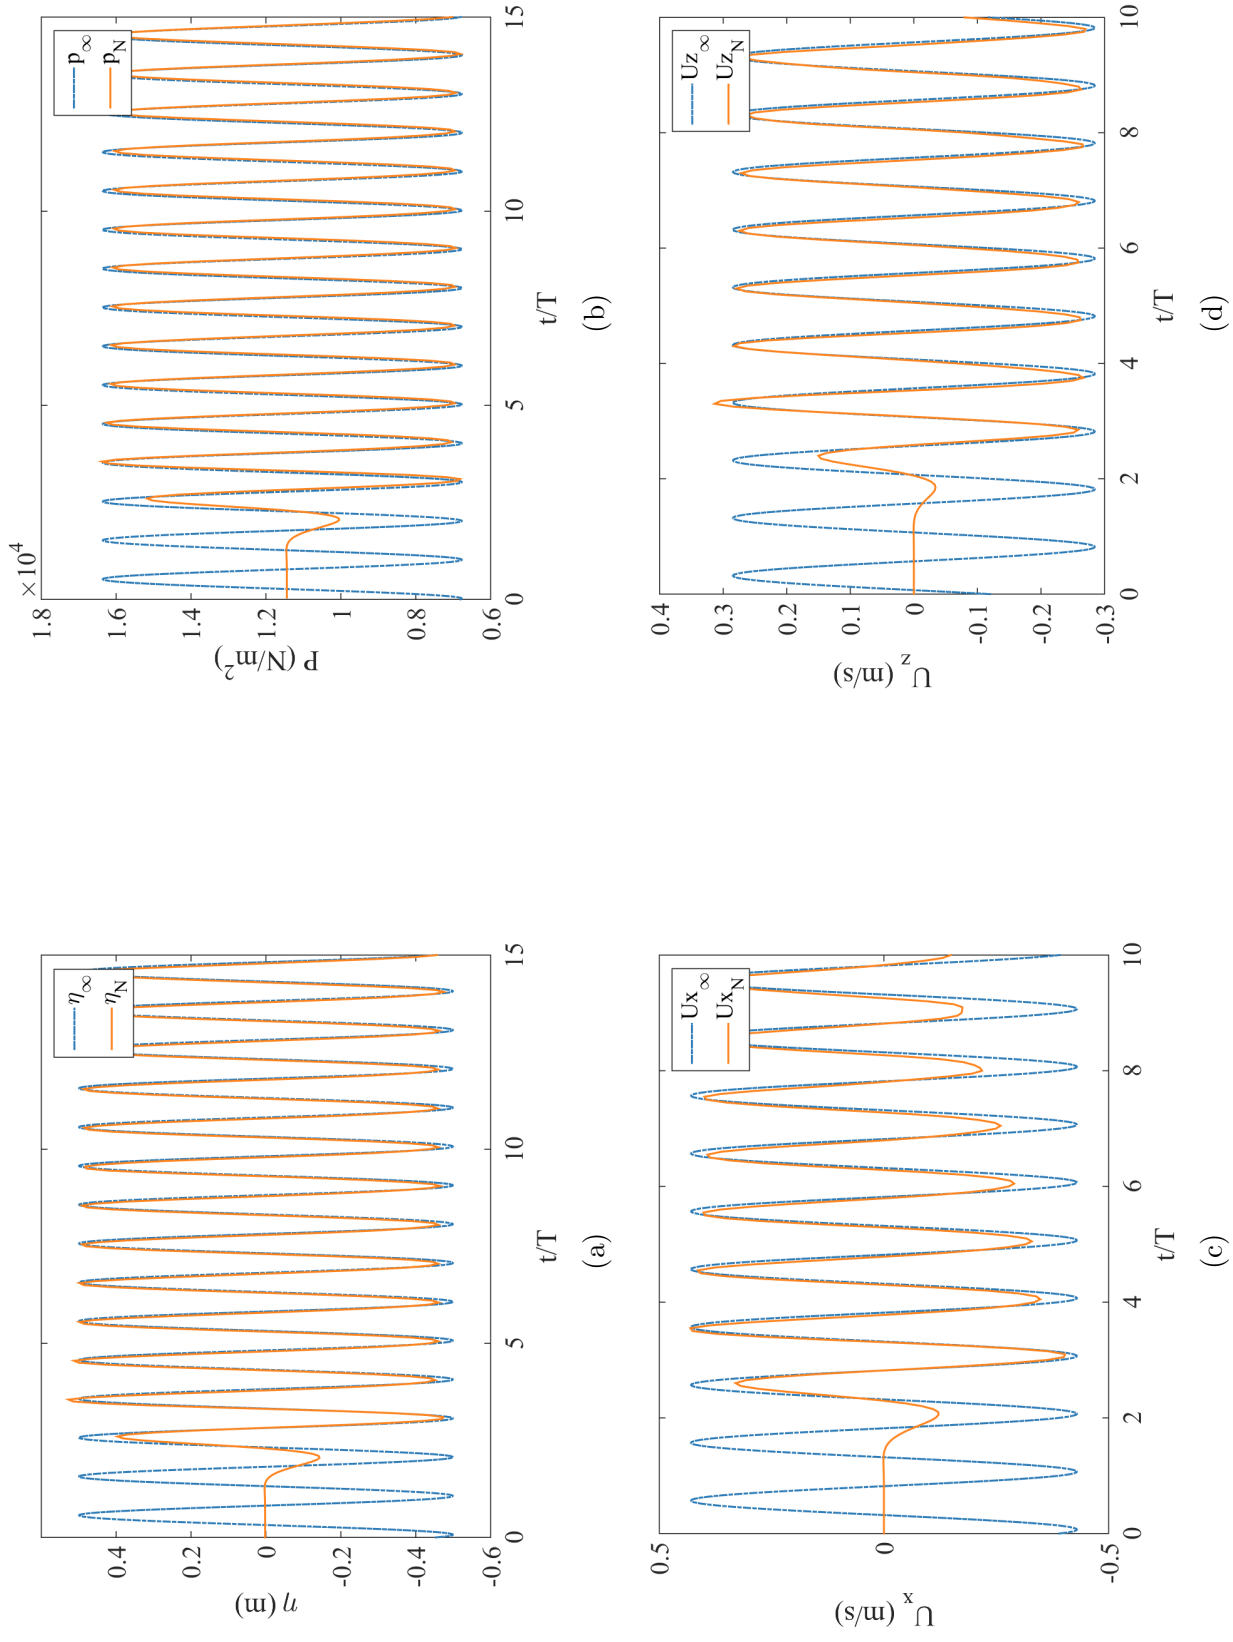 η (m)
0.4
0.2
0
-0.2
-0.4
-0.6
0
5
10
15
t/T
η∞
ηN
(a)
×10⁴
P (N/m²)
1.8
1.6
1.4
1.2
1
0.8
0.6
0
5
10
15
t/T
p∞
pN
(b)
Uₓ (m/s)
0.5
0
-0.5
0
2
4
6
8
10
t/T
Ux∞
UxN
(c)
U_z (m/s)
0.4
0.3
0.2
0.1
0
-0.1
-0.2
-0.3
0
2
4
6
8
10
t/T
Uz∞
UzN
(d)